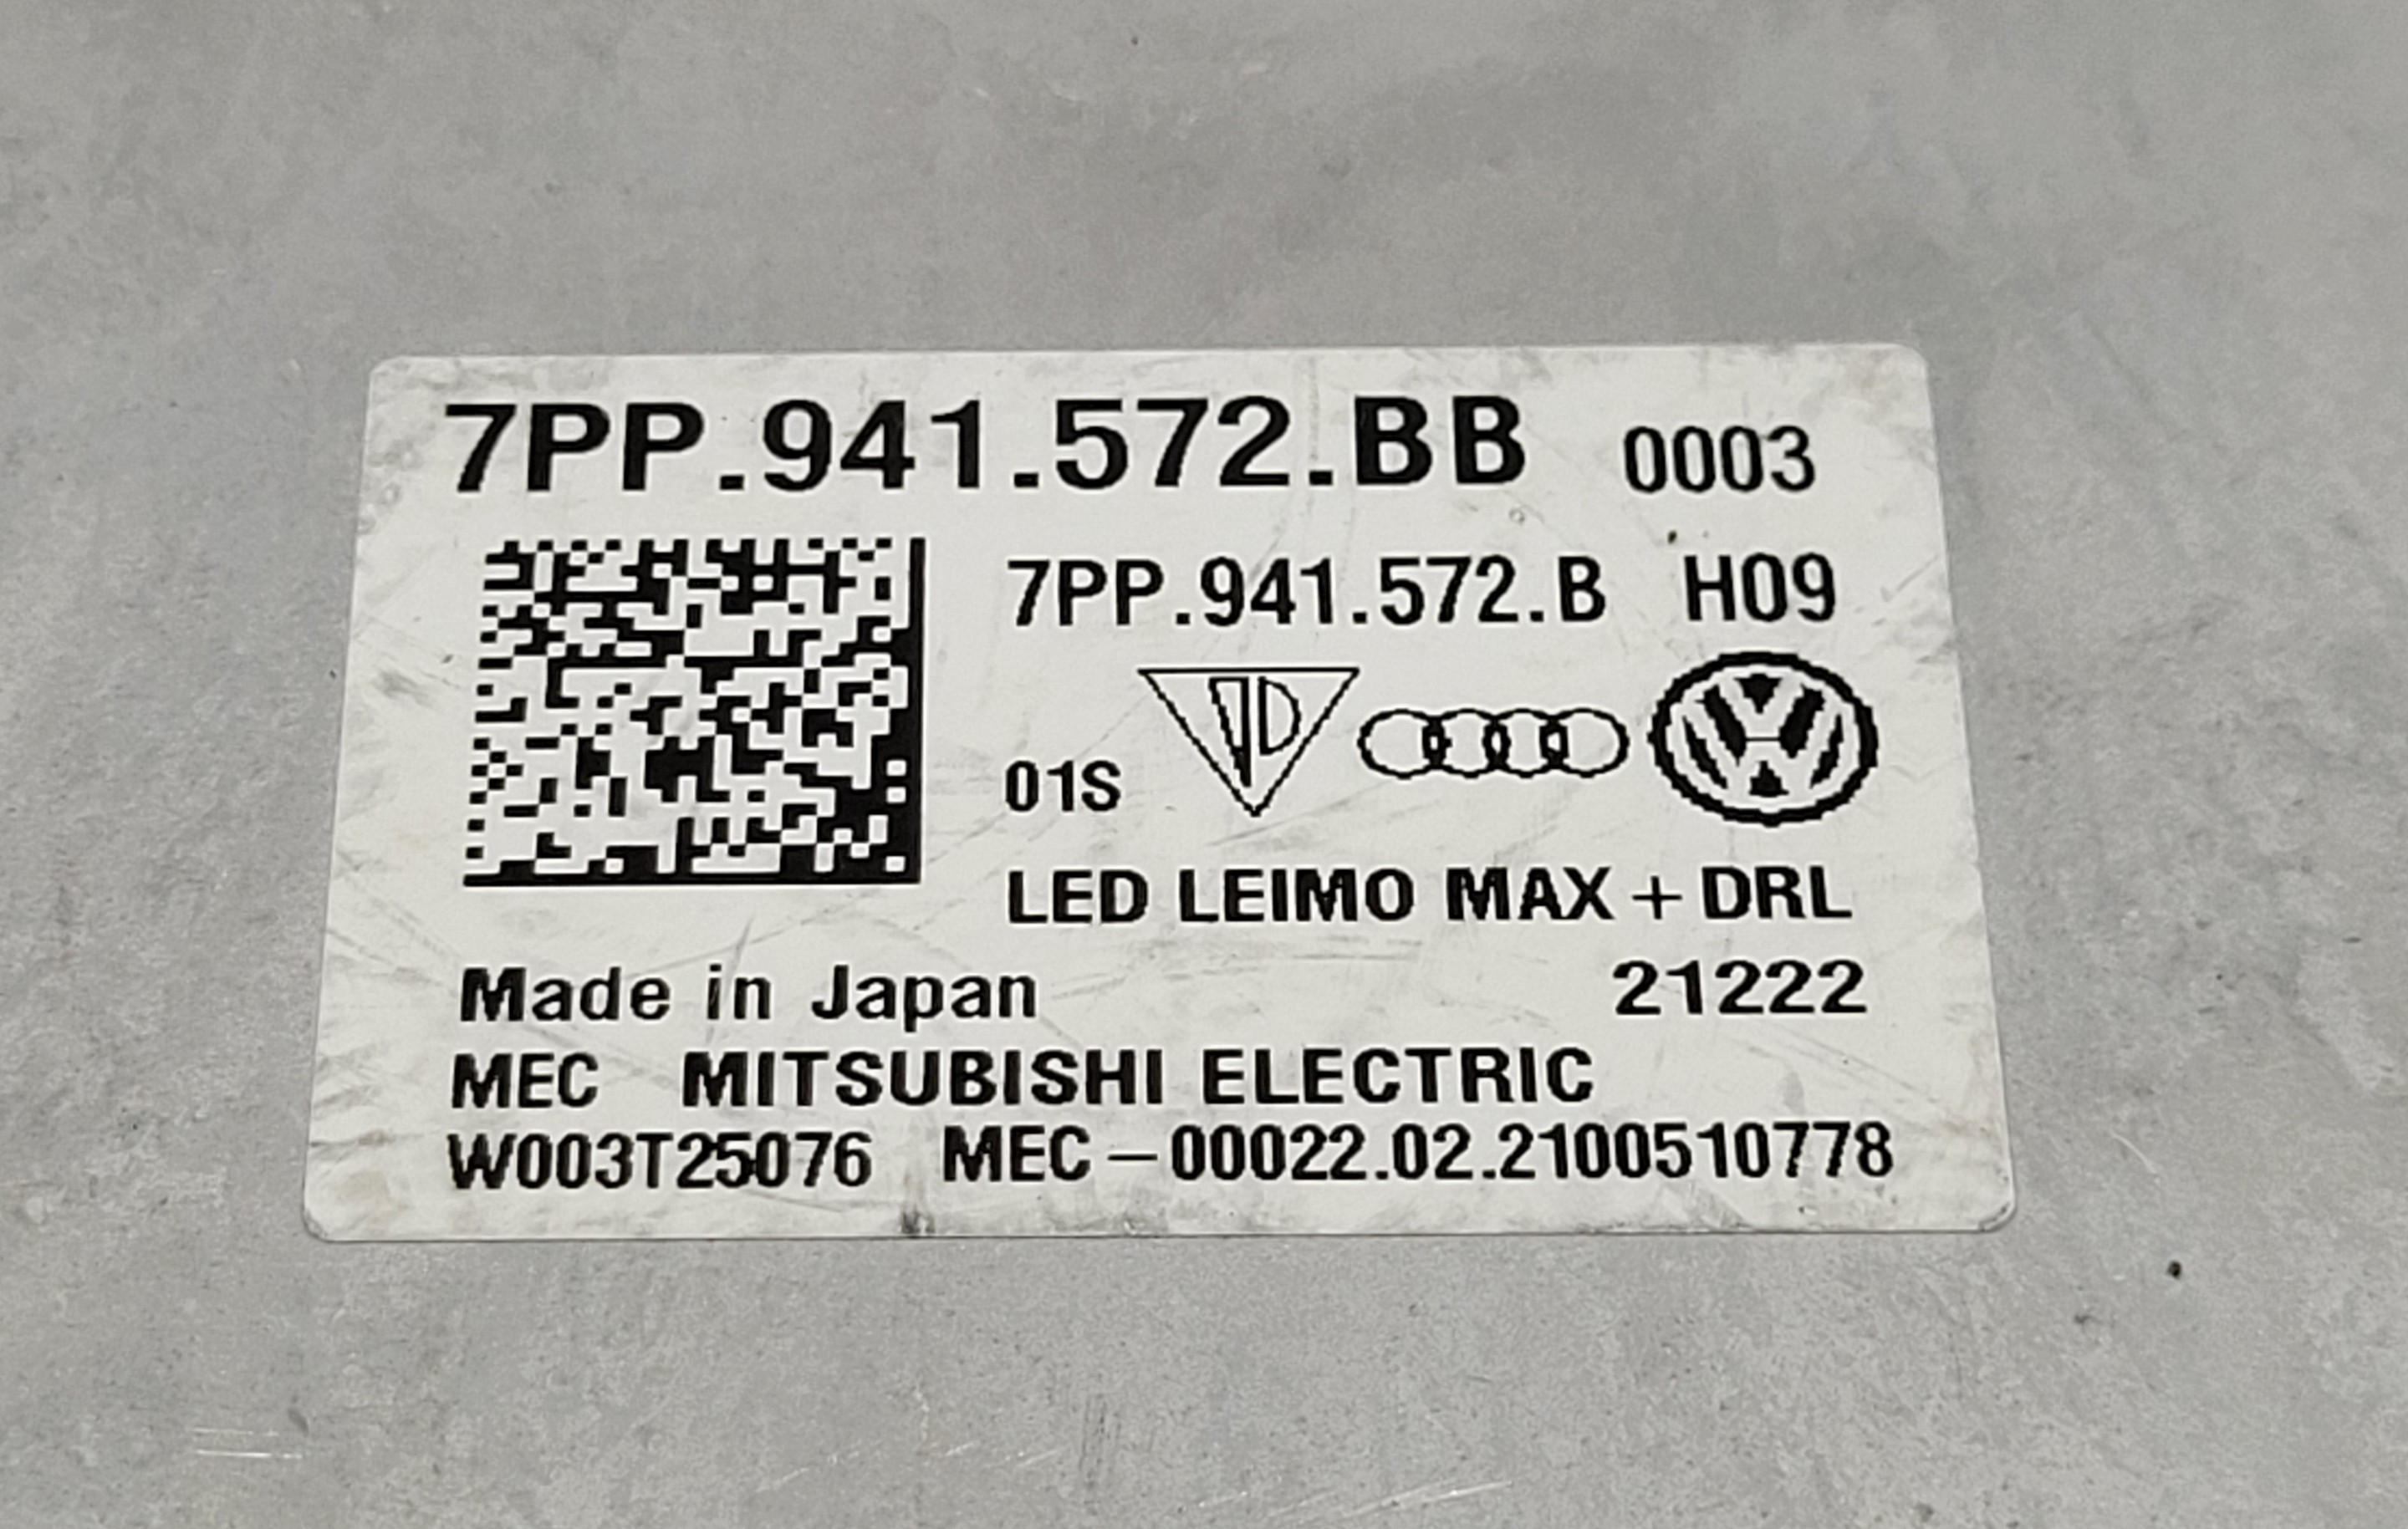 7PP.941.572.BB 0003
7PP.941.572.B H09
01S
LED LEIMO MAX+DRL
Made in Japan 21222
MEC MITSUBISHI ELECTRIC
W003T25076 MEC-00022.02.2100510778